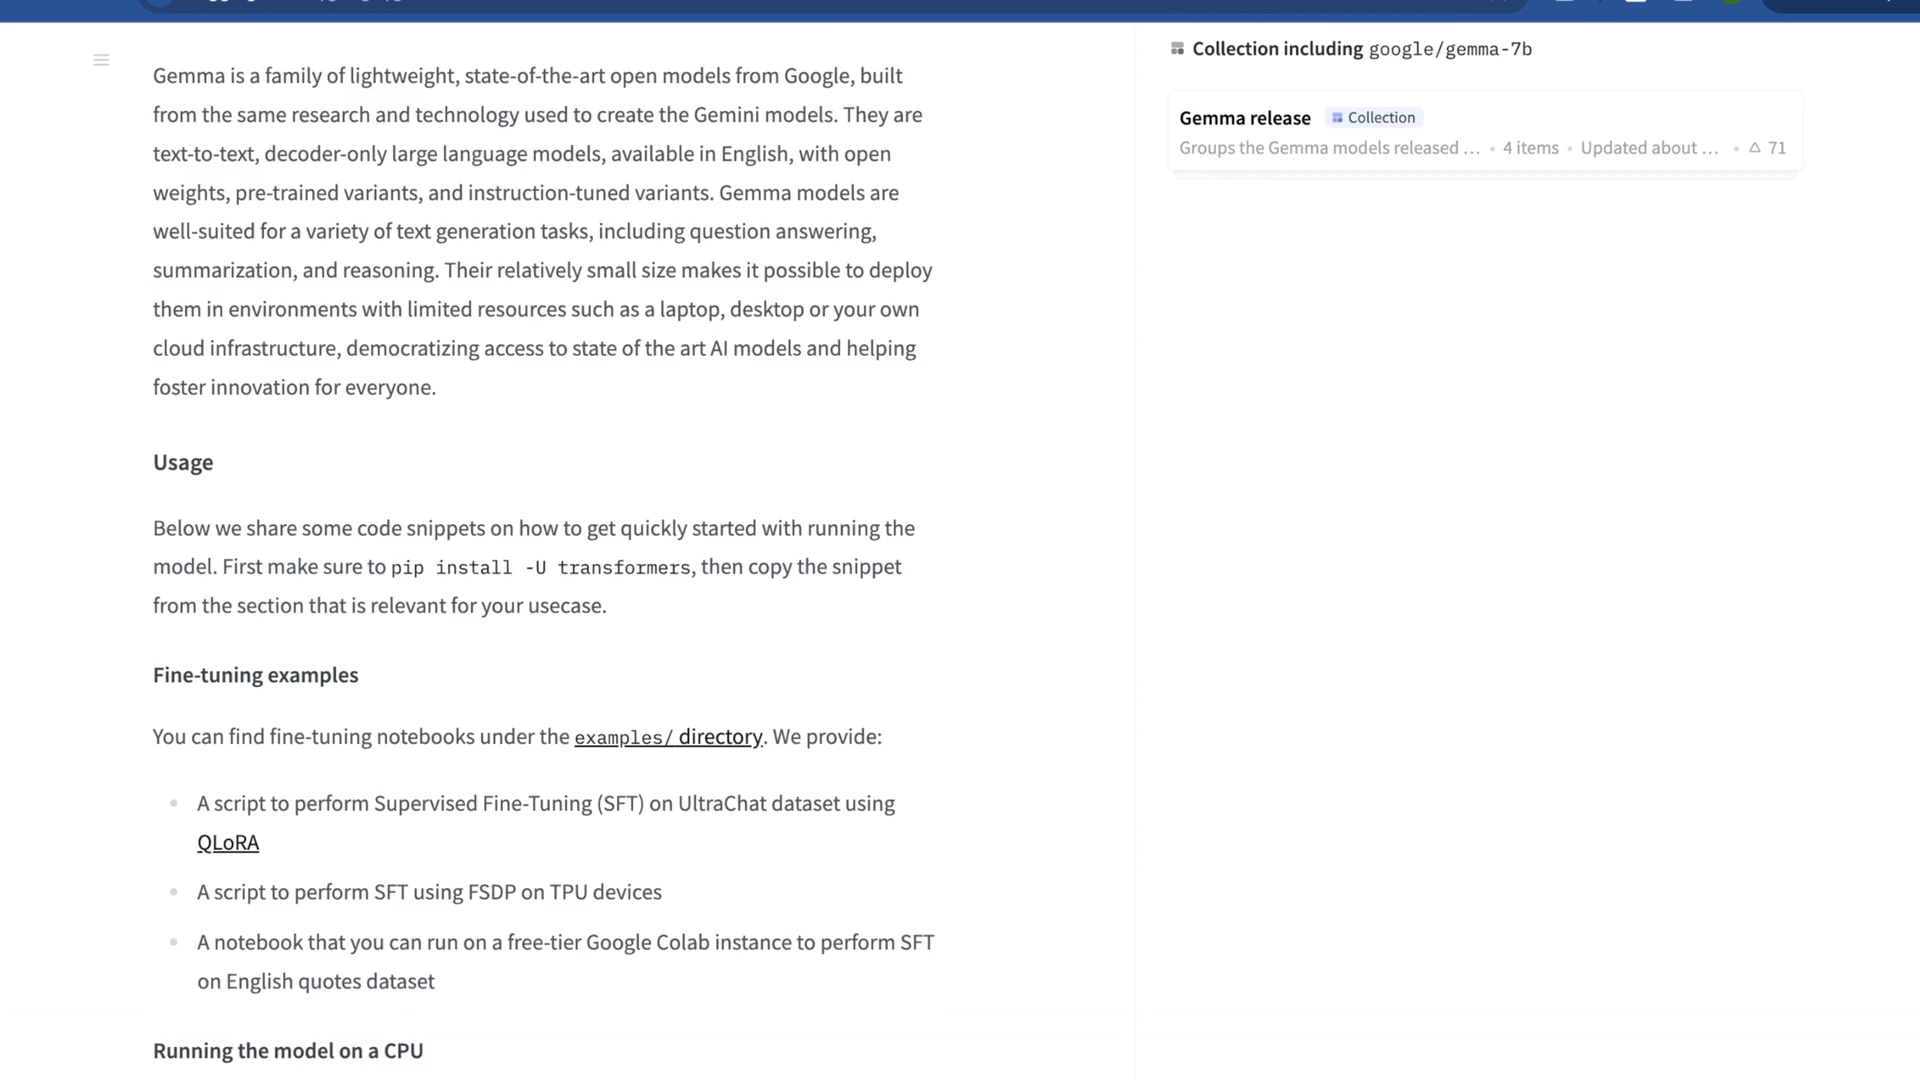 Gemma is a family of lightweight, state-of-the-art open models from Google, built
from the same research and technology used to create the Gemini models. They are
text-to-text, decoder-only large language models, available in English, with open
weights, pre-trained variants, and instruction-tuned variants. Gemma models are
well-suited for a variety of text generation tasks, including question answering,
summarization, and reasoning. Their relatively small size makes it possible to deploy
them in environments with limited resources such as a laptop, desktop or your own
cloud infrastructure, democratizing access to state of the art AI models and helping
foster innovation for everyone.
Usage
Below we share some code snippets on how to get quickly started with running the
model. First make sure to pip install -U transformers, then copy the snippet
from the section that is relevant for your usecase.
Fine-tuning examples
You can find fine-tuning notebooks under the examples/ directory. We provide:
A script to perform Supervised Fine-Tuning (SFT) on UltraChat dataset using
QLoRA
A script to perform SFT using FSDP on TPU devices
A notebook that you can run on a free-tier Google Colab instance to perform SFT
on English quotes dataset
Running the model on a CPU
Collection including google/gemma-7b
Gemma release Collection
Groups the Gemma models released ... • 4 items • Updated about ... • 71